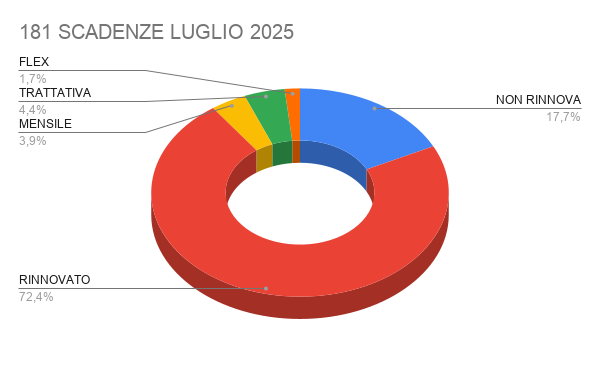 181 SCADENZE LUGLIO 2025
FLEX
1,7%
TRATTATIVA
4,4%
MENSILE
3,9%
NON RINNOVA
17,7%
RINNOVATO
72,4%